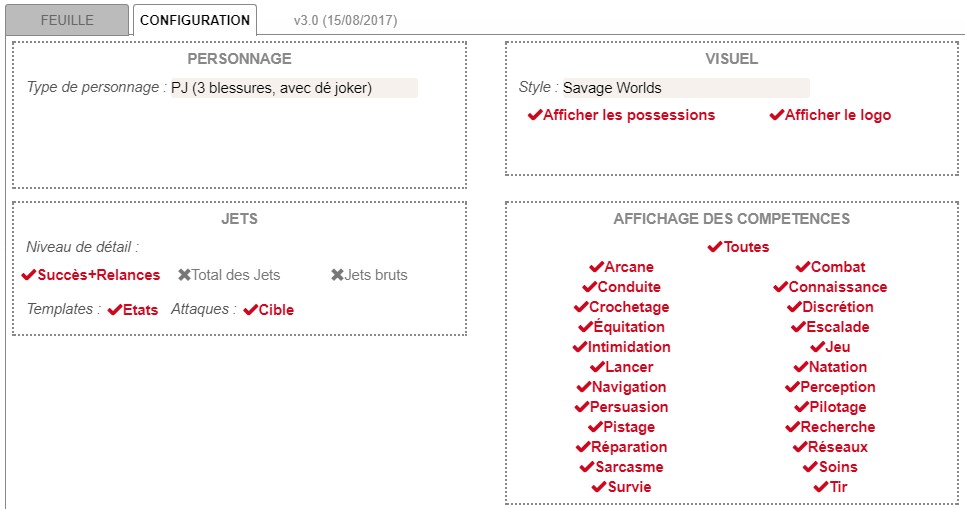 FEUILLE CONFIGURATION v3.0 (15/08/2017)
PERSONNAGE
Type de personnage : PJ (3 blessures, avec dé joker)
VISUEL
Style : Savage Worlds
Afficher les possessions Afficher le logo
JETS
Niveau de détail :
Succès+Relances Total des Jets Jets bruts
Templates : Etats Attaques : Cible
AFFICHAGE DES COMPETENCES
Toutes
Arcane Combat
Conduite Connaissance
Crochetage Discrétion
Équitation Escalade
Intimidation Jeu
Lancer Natation
Navigation Perception
Persuasion Pilotage
Pistage Recherche
Réparation Réseaux
Sarcasme Soins
Survie Tir